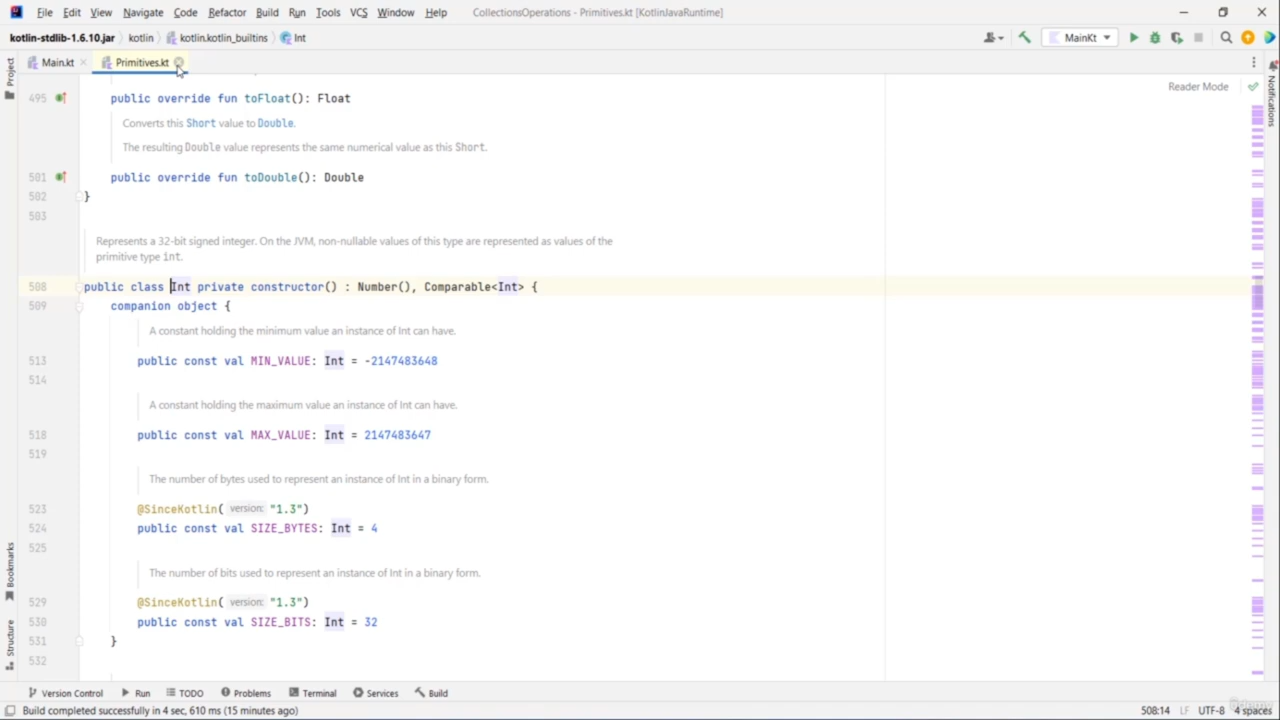 File Edit View Navigate Code Refactor Build Run Tools VCS Window Help CollectionsOperations - Primitives.kt [KotlinJavaRuntime]
kotlin-stdlib-1.6.10.jar kotlin kotlin.kotlin_builtins Int MainKt
Main.kt Primitives.kt
Project
Notifications
Reader Mode
495 public override fun toFloat(): Float
Converts this Short value to Double.
The resulting Double value represents the same numerical value as this Short.
501 public override fun toDouble(): Double
502 }
503
Represents a 32-bit signed integer. On the JVM, non-nullable values of this type are represented as values of the
primitive type int.
508 public class Int private constructor() : Number(), Comparable<Int> {
509 companion object {
A constant holding the minimum value an instance of Int can have.
513 public const val MIN_VALUE: Int = -2147483648
514
A constant holding the maximum value an instance of Int can have.
518 public const val MAX_VALUE: Int = 2147483647
519
The number of bytes used to represent an instance of Int in a binary form.
523 @SinceKotlin( version: "1.3")
524 public const val SIZE_BYTES: Int = 4
525
The number of bits used to represent an instance of Int in a binary form.
529 @SinceKotlin( version: "1.3")
530 public const val SIZE_BITS: Int = 32
531 }
532
Bookmarks
Structure
Version Control Run TODO Problems Terminal Services Build
Build completed successfully in 4 sec, 610 ms (15 minutes ago) 508:14 LF UTF-8 4 spaces